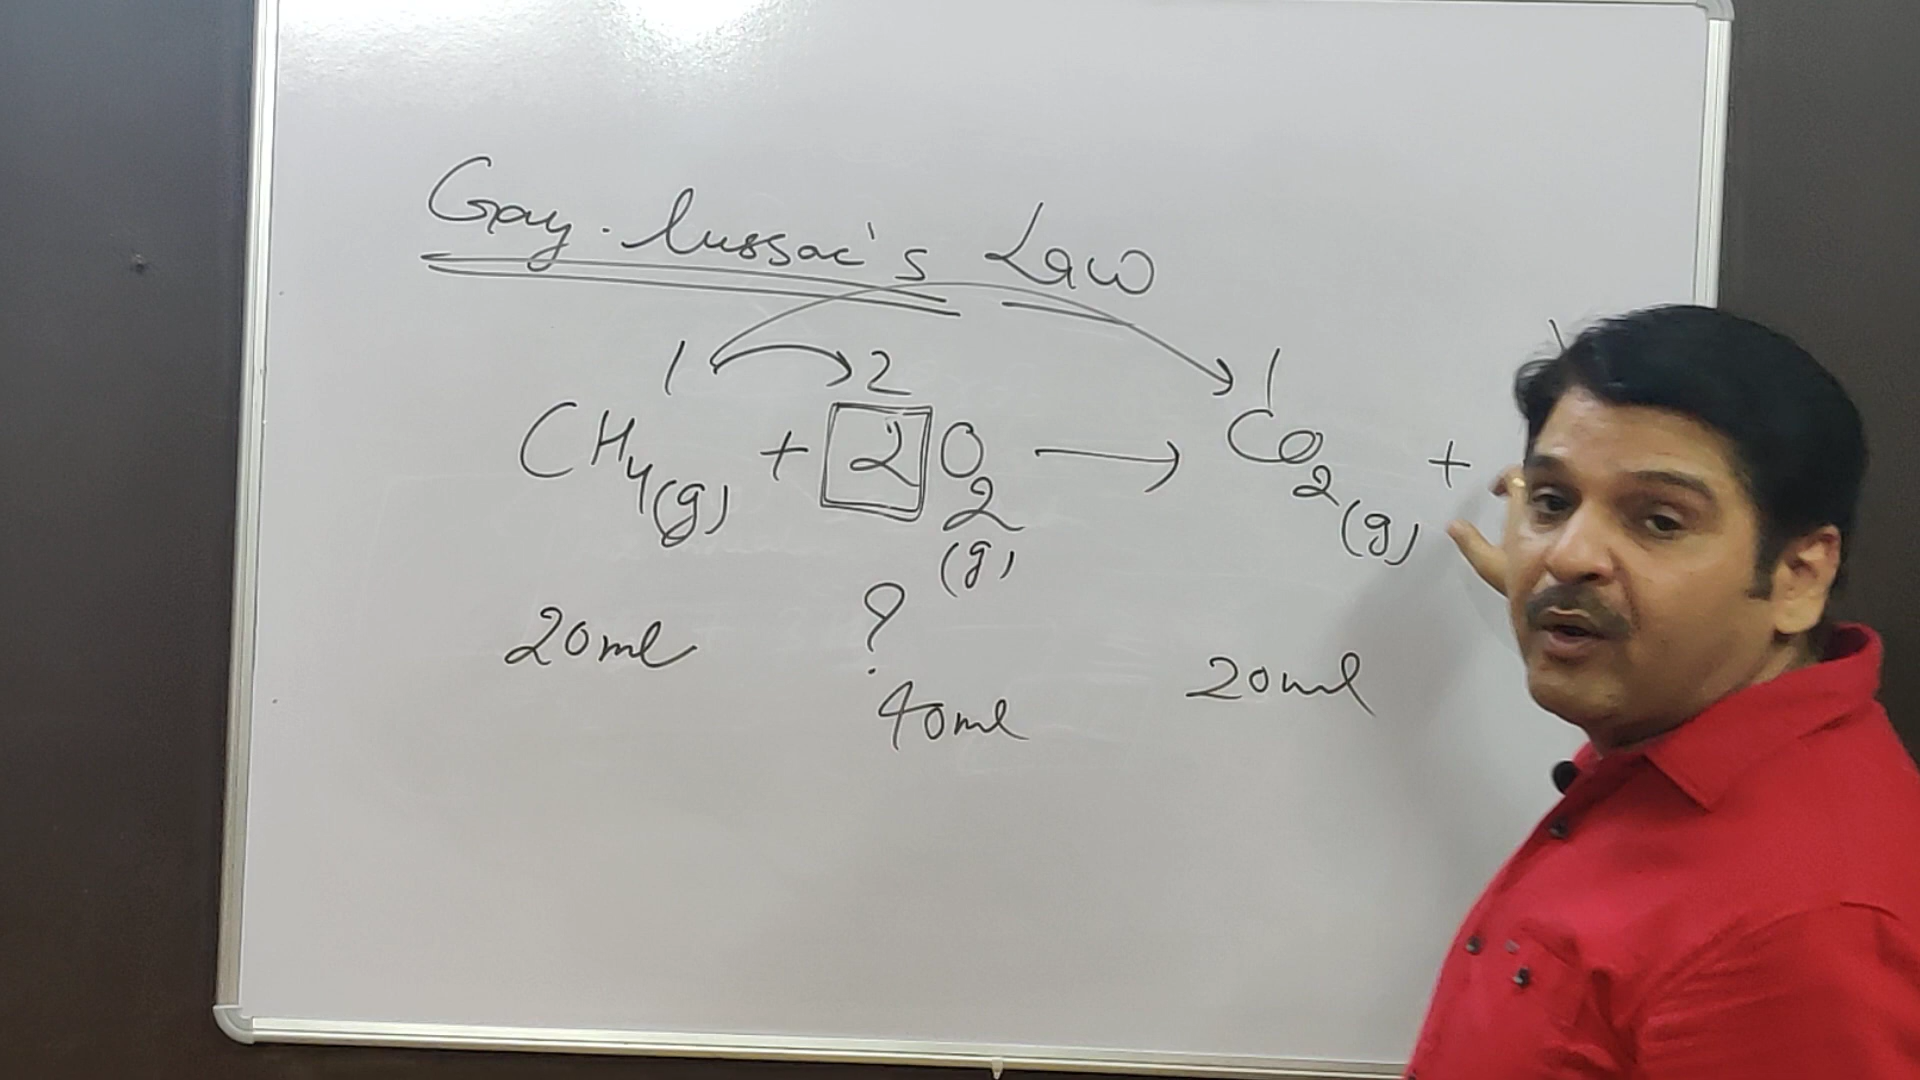 Gay. lussac's Law
1 2 1
CH4(g) + 2 O2(g) → CO2(g) +
20ml ? 40ml 20ml